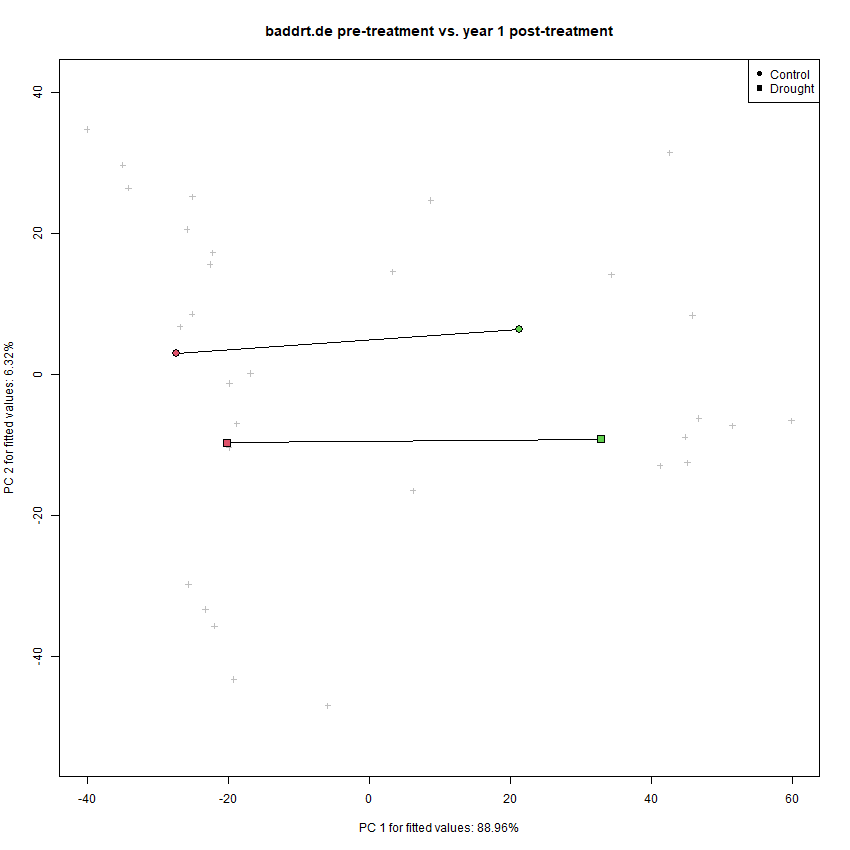 baddrt.de pre-treatment vs. year 1 post-treatment
Control
Drought
40
20
0
-20
-40
PC 2 for fitted values: 6.32%
-40
-20
0
20
40
60
PC 1 for fitted values: 88.96%